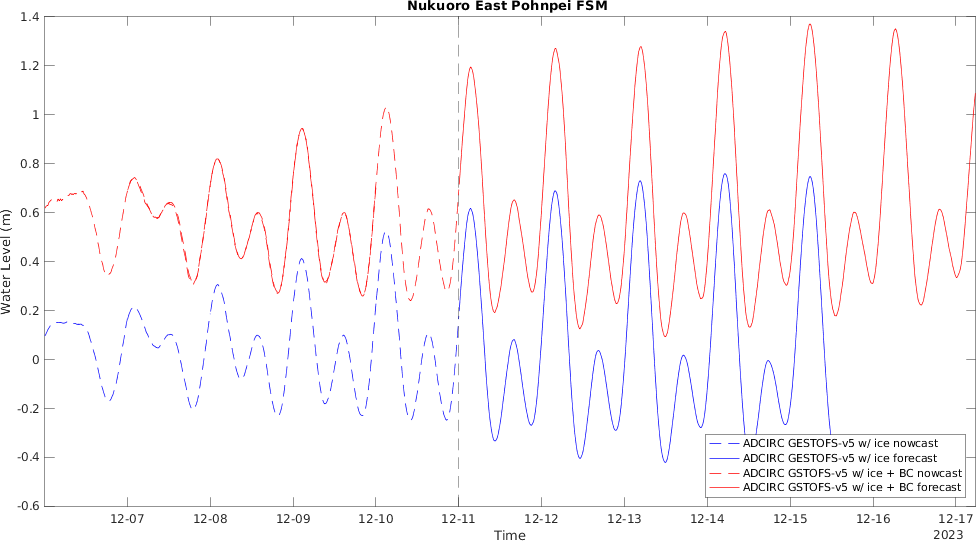 Nukuoro East Pohnpei FSM
Water Level (m)
1.4
1.2
1
0.8
0.6
0.4
0.2
0
-0.2
-0.4
-0.6
ADCIRC GESTOFS-v5 w/ ice nowcast
ADCIRC GESTOFS-v5 w/ ice forecast
ADCIRC GSTOFS-v5 w/ ice + BC nowcast
ADCIRC GSTOFS-v5 w/ ice + BC forecast
12-07 12-08 12-09 12-10 12-11 12-12 12-13 12-14 12-15 12-16 12-17
Time
2023